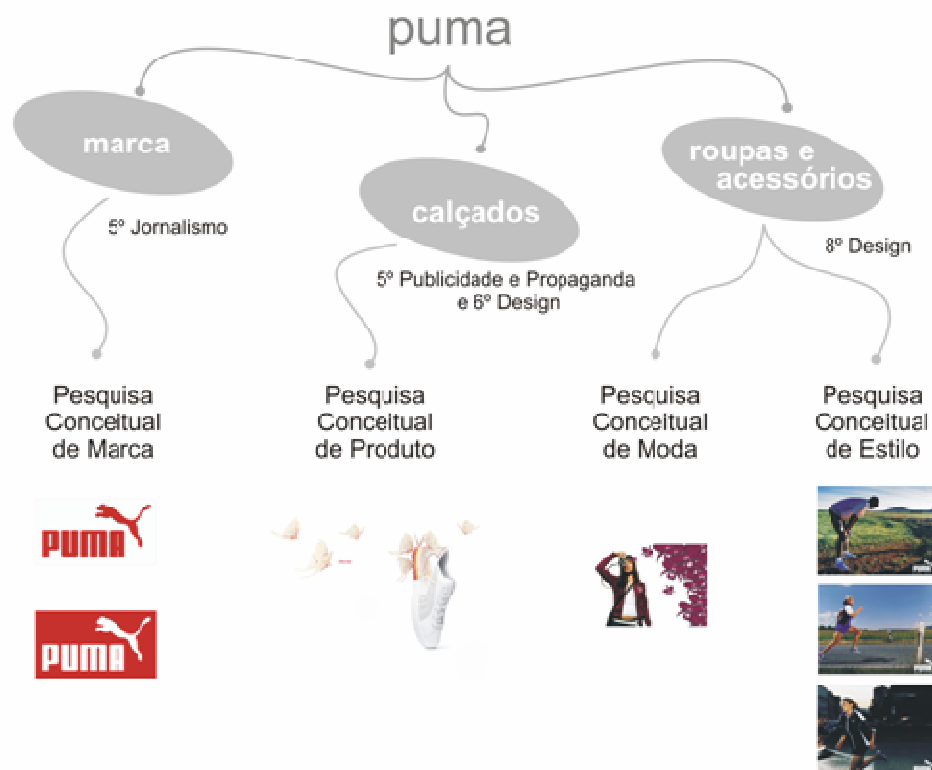 puma
marca
5º Jornalismo
calçados
5º Publicidade e Propaganda
e 6º Design
roupas e
acessórios
8º Design
Pesquisa
Conceitual
de Marca
Pesquisa
Conceitual
de Produto
Pesquisa
Conceitual
de Moda
Pesquisa
Conceitual
de Estilo
PUMA
PUMA